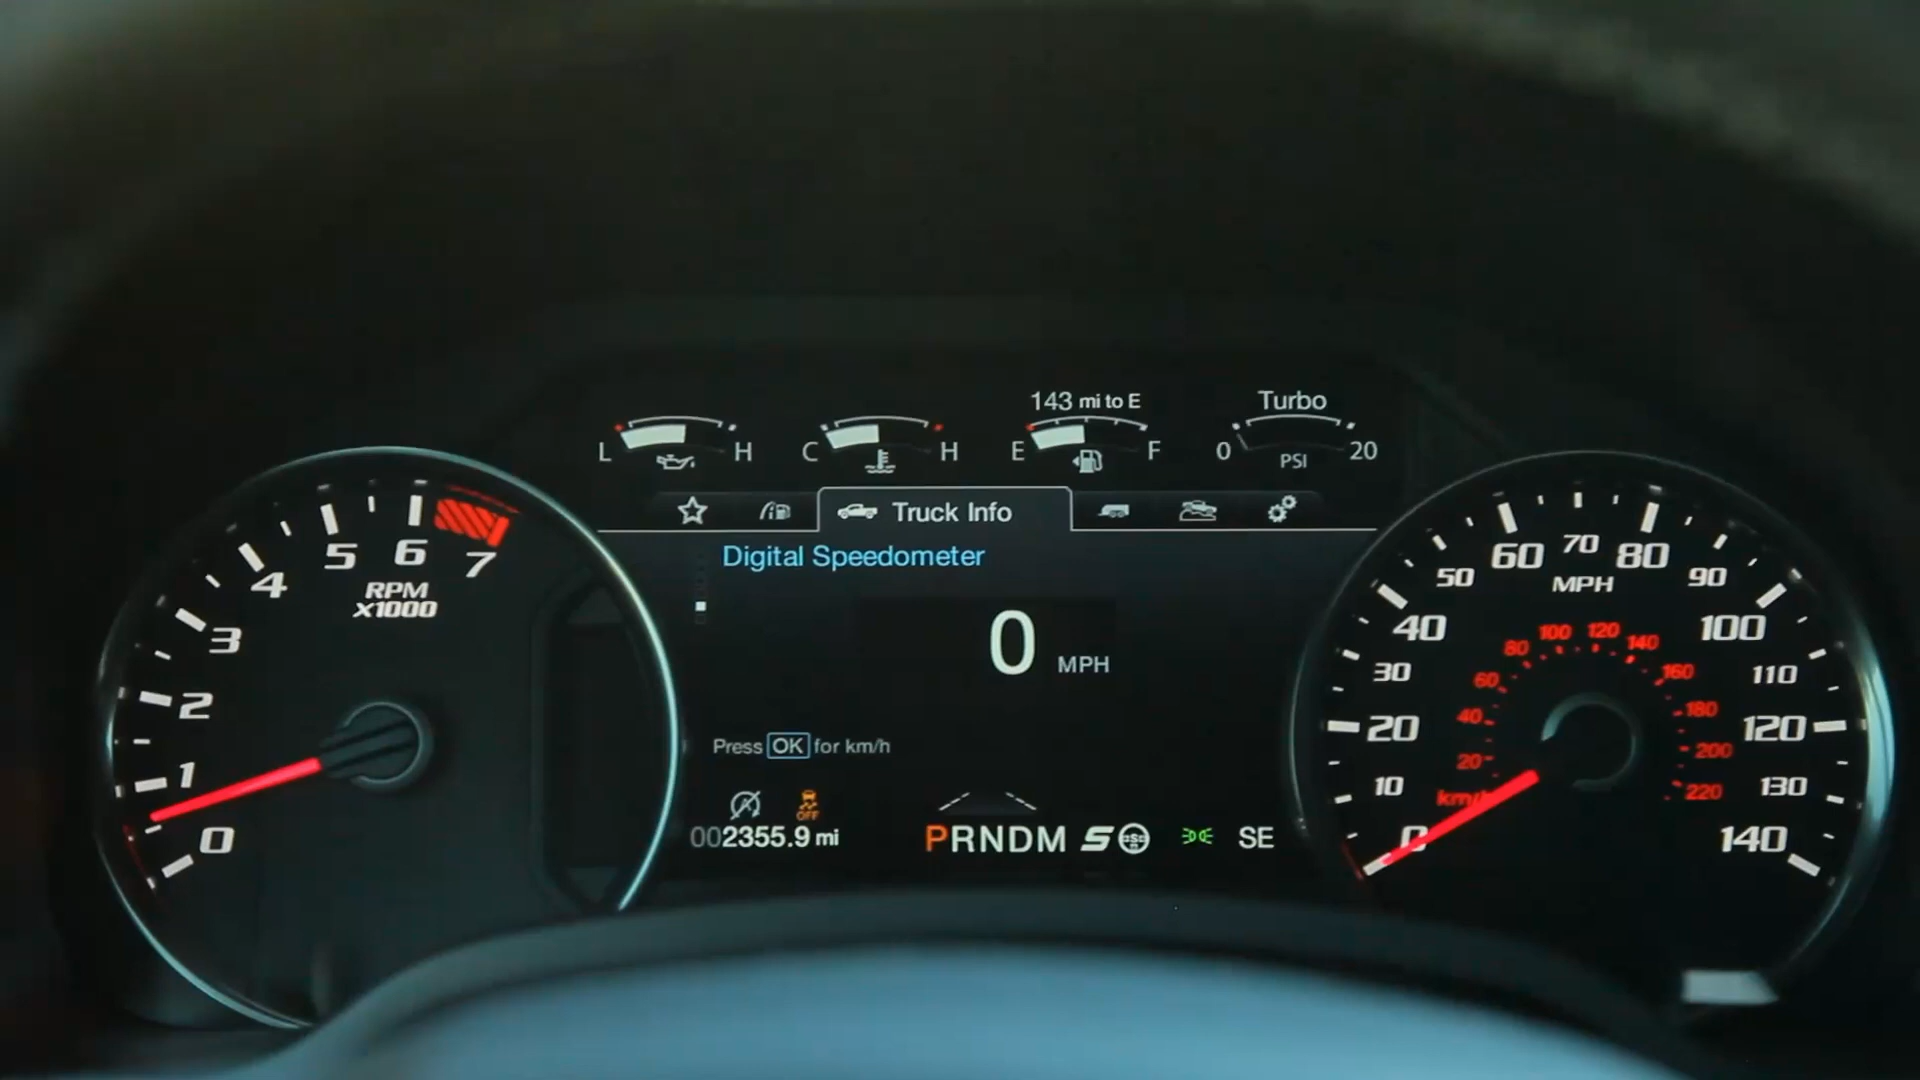 143 mi to E
Turbo
L H
C H
E F
0 20
PSI
Truck Info
Digital Speedometer
0 MPH
Press OK for km/h
OFF
002355.9 mi
PRNDM S
SE
0 1 2 3 4 5 6 7
RPM
x1000
0 10 20 30 40 50 60 70 80 90 100 110 120 130 140
MPH
km/h 20 40 60 80 100 120 140 160 180 200 220